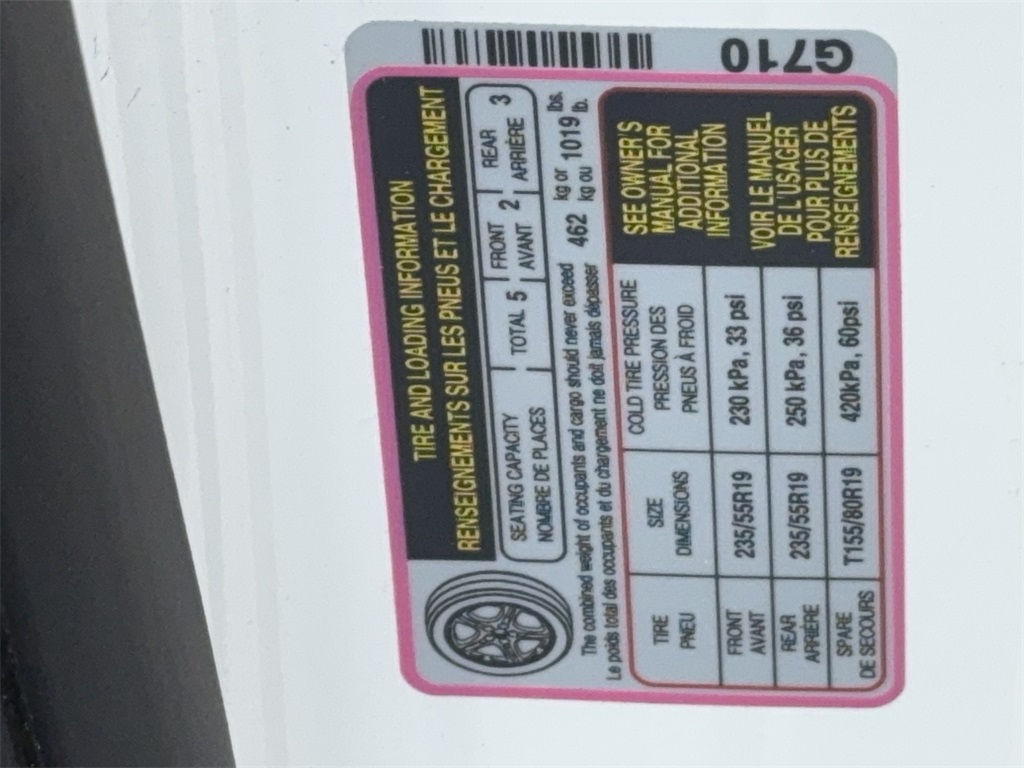 TIRE AND LOADING INFORMATION
RENSEIGNEMENTS SUR LES PNEUS ET LE CHARGEMENT
SEATING CAPACITY
NOMBRE DE PLACES
TOTAL 5
FRONT
AVANT
2
REAR
ARRIÈRE
3
The combined weight of occupants and cargo should never exceed
Le poids total des occupants et du chargement ne doit jamais dépasser
462
kg or
kg ou
1019
lbs.
lb.
TIRE
PNEU
SIZE
DIMENSIONS
COLD TIRE PRESSURE
PRESSION DES
PNEUS À FROID
FRONT
AVANT
235/55R19
230 kPa, 33 psi
REAR
ARRIÈRE
235/55R19
250 kPa, 36 psi
SPARE
DE SECOURS
T155/80R19
420kPa, 60psi
SEE OWNER'S
MANUAL FOR
ADDITIONAL
INFORMATION
VOIR LE MANUEL
DE L'USAGER
POUR PLUS DE
RENSEIGNEMENTS
G710